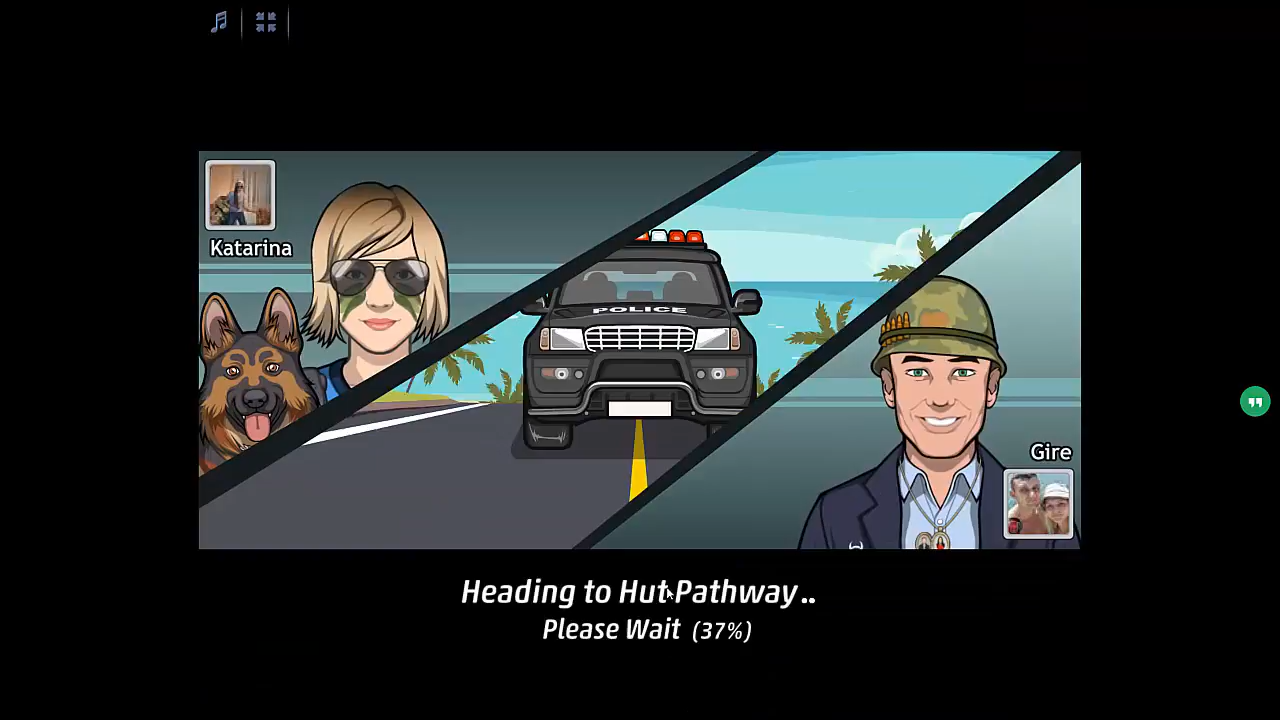 Katarina
POLICE
Gire
Heading to Hut Pathway..
Please Wait (37%)